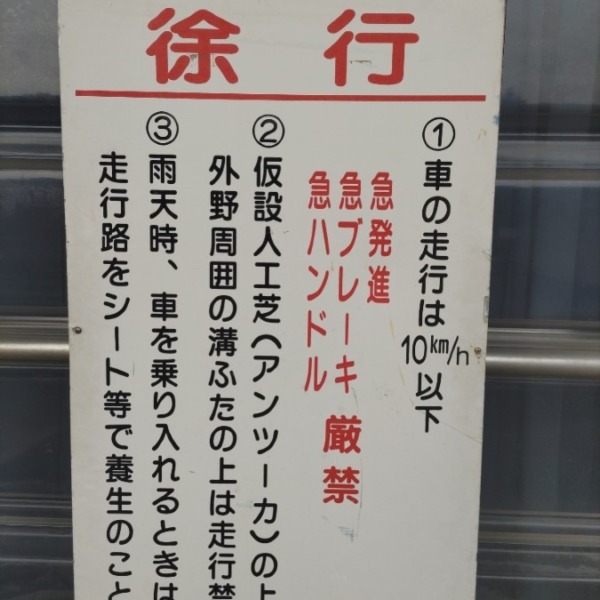 徐行
①車の走行は10km/h以下
急発進
急ブレーキ
急ハンドル
厳禁
②仮設人工芝(アンツーカ)の上
外野周囲の溝ふたの上は走行禁
③雨天時、車を乗り入れるときは
走行路をシート等で養生のこと